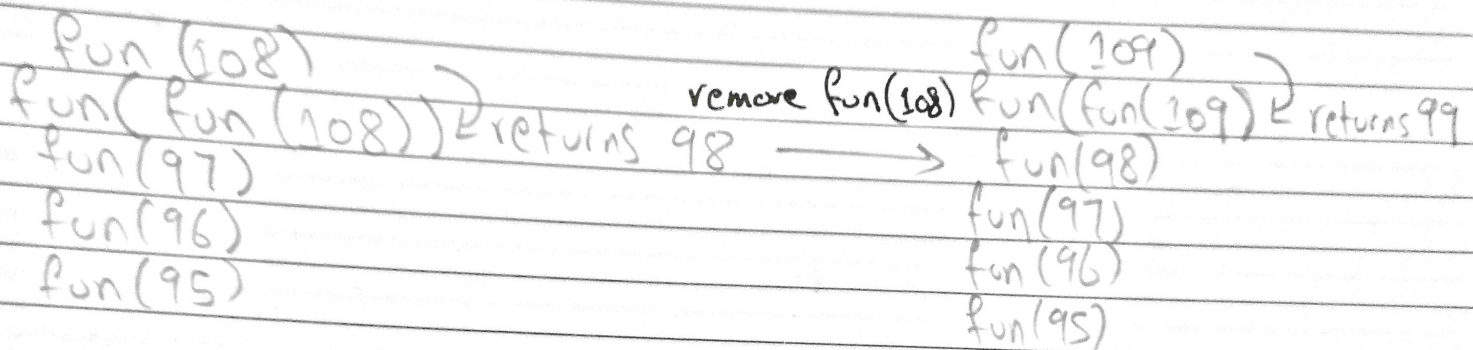 fun (108)
fun( fun (108)) returns 98
fun(97)
fun(96)
fun(95)
remove fun(108)
fun(109)
fun(fun(109) returns 99
fun(98)
fun(97)
fun(96)
fun(95)